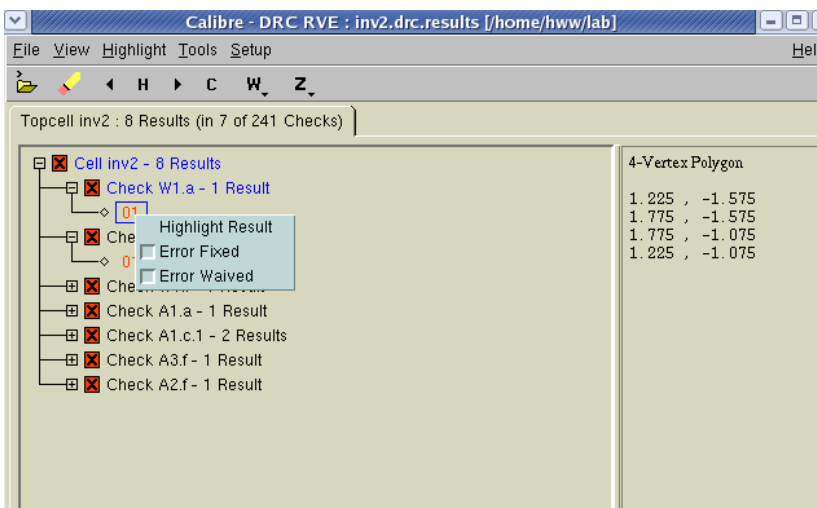 Calibre - DRC RVE : inv2.drc.results [/home/hww/lab]
File View Highlight Tools Setup Hel
H C W Z
Topcell inv2 : 8 Results (in 7 of 241 Checks)
Cell inv2 - 8 Results
Check W1.a - 1 Result
01
Highlight Result
Error Fixed
Error Waived
Check A1.a - 1 Result
Check A1.c.1 - 2 Results
Check A3.f - 1 Result
Check A2.f - 1 Result
4-Vertex Polygon
1.225 , -1.575
1.775 , -1.575
1.775 , -1.075
1.225 , -1.075